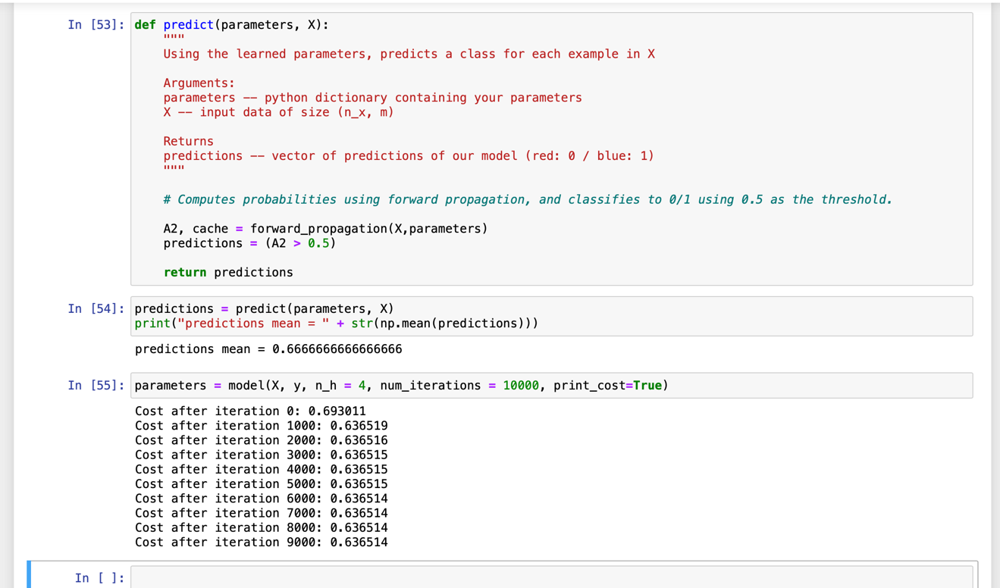 In [53]: def predict(parameters, X):
"""
Using the learned parameters, predicts a class for each example in X
Arguments:
parameters -- python dictionary containing your parameters
X -- input data of size (n_x, m)
Returns
predictions -- vector of predictions of our model (red: 0 / blue: 1)
"""
# Computes probabilities using forward propagation, and classifies to 0/1 using 0.5 as the threshold.
A2, cache = forward_propagation(X,parameters)
predictions = (A2 > 0.5)
return predictions
In [54]: predictions = predict(parameters, X)
print("predictions mean = " + str(np.mean(predictions)))
predictions mean = 0.6666666666666666
In [55]: parameters = model(X, y, n_h = 4, num_iterations = 10000, print_cost=True)
Cost after iteration 0: 0.693011
Cost after iteration 1000: 0.636519
Cost after iteration 2000: 0.636516
Cost after iteration 3000: 0.636515
Cost after iteration 4000: 0.636515
Cost after iteration 5000: 0.636515
Cost after iteration 6000: 0.636514
Cost after iteration 7000: 0.636514
Cost after iteration 8000: 0.636514
Cost after iteration 9000: 0.636514
In [ ]: